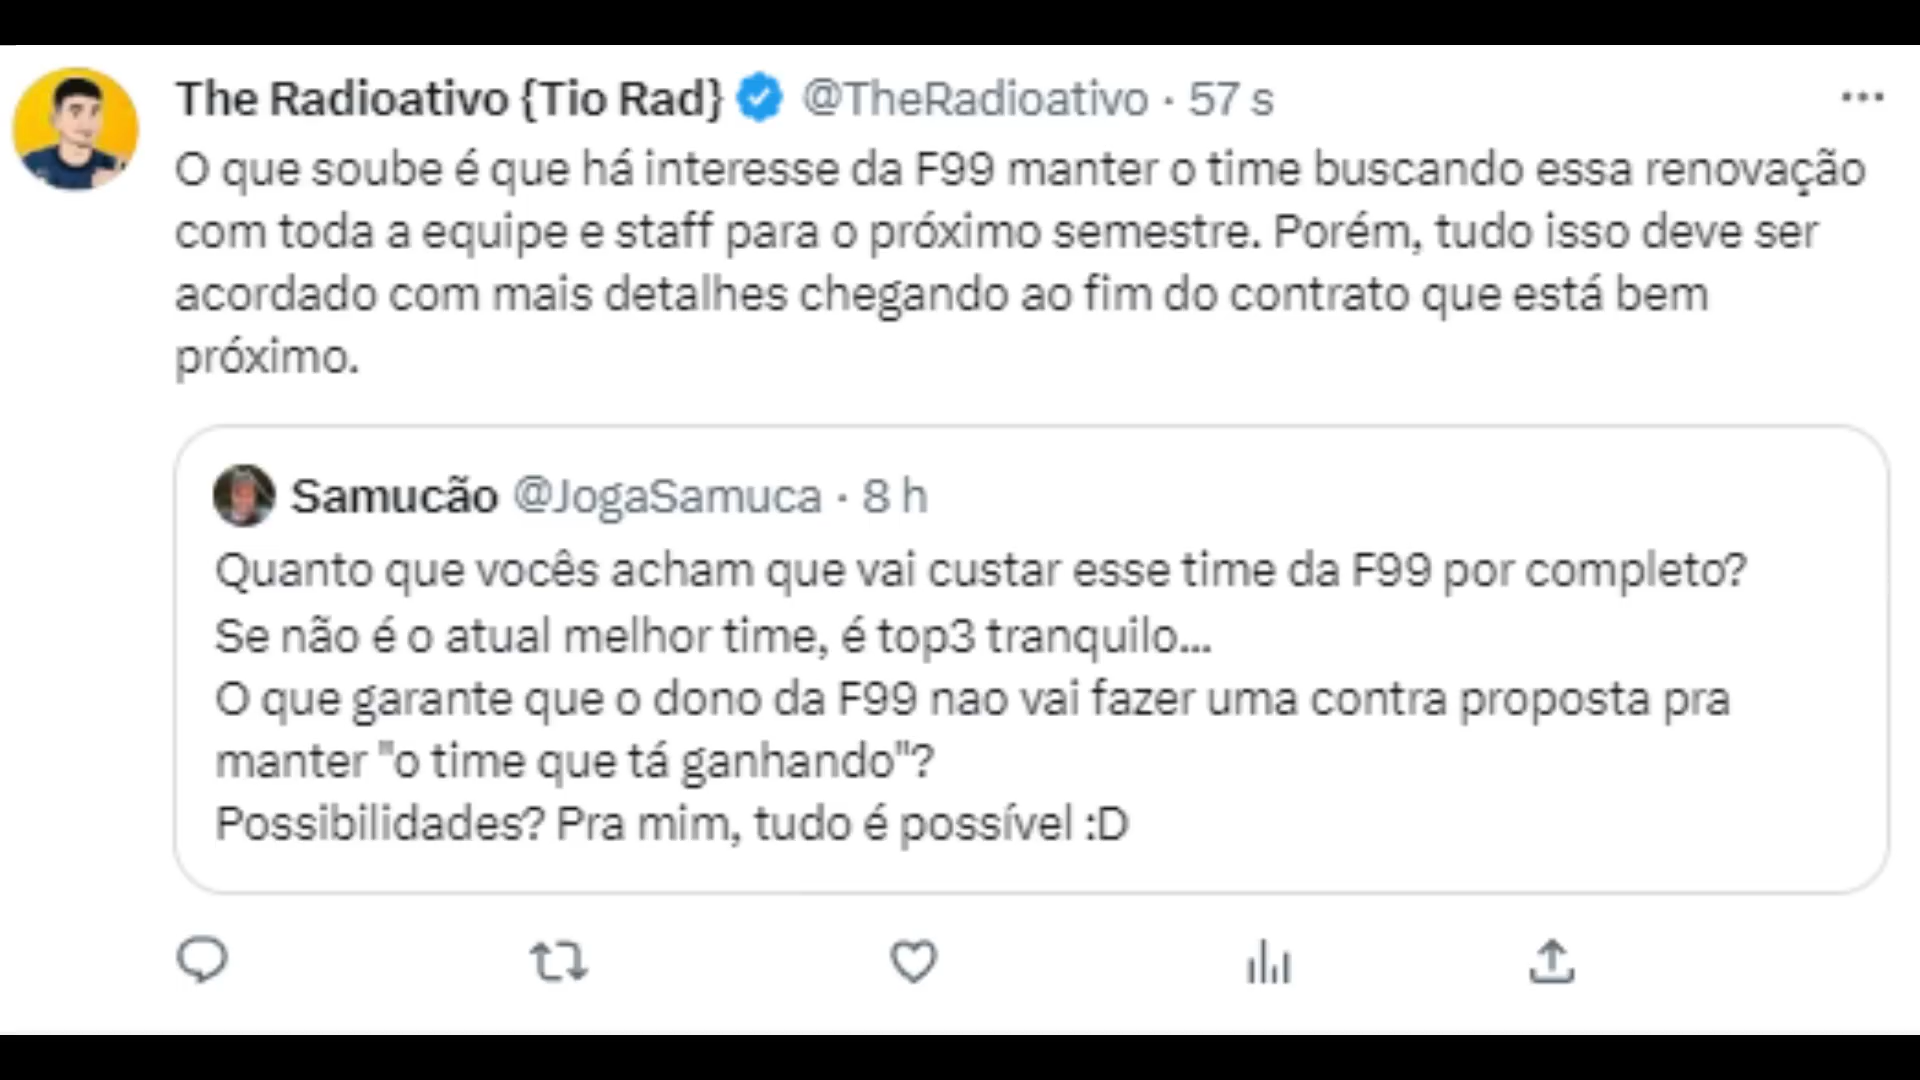 The Radioativo {Tio Rad} @TheRadioativo · 57 s
O que soube é que há interesse da F99 manter o time buscando essa renovação
com toda a equipe e staff para o próximo semestre. Porém, tudo isso deve ser
acordado com mais detalhes chegando ao fim do contrato que está bem
próximo.
Samucão @JogaSamuca · 8 h
Quanto que vocês acham que vai custar esse time da F99 por completo?
Se não é o atual melhor time, é top3 tranquilo...
O que garante que o dono da F99 nao vai fazer uma contra proposta pra
manter "o time que tá ganhando"?
Possibilidades? Pra mim, tudo é possível :D